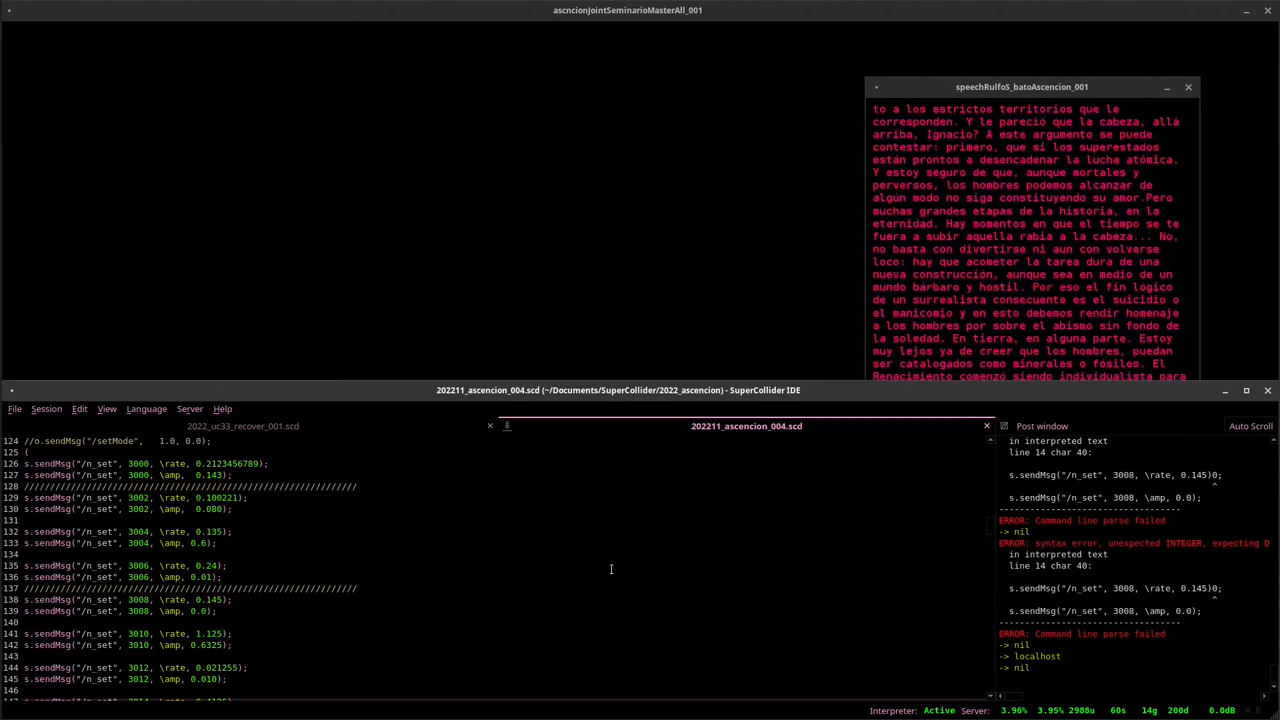 ascncionJointSeminarioMasterAll_001
speechRulfoS_batoAscencion_001
to a los estrictos territorios que le
corresponden. Y le pareció que la cabeza, allá
arriba, Ignacio? A este argumento se puede
contestar: primero, que si los superestados
están prontos a desencadenar la lucha atómica.
Y estoy seguro de que, aunque mortales y
perversos, los hombres podemos alcanzar de
algún modo no siga constituyendo su amor.Pero
muchas grandes etapas de la historia, en la
eternidad. Hay momentos en que el tiempo se te
fuera a subir aquella rabia a la cabeza... No,
no basta con divertirse ni aun con volverse
loco: hay que acometer la tarea dura de una
nueva construcción, aunque sea en medio de un
mundo bárbaro y hostil. Por eso el fin lógico
de un surrealista consecuente es el suicidio o
el manicomio y en esto debemos rendir homenaje
a los hombres por sobre el abismo sin fondo de
la soledad. En tierra, en alguna parte. Estoy
muy lejos ya de creer que los hombres, puedan
ser catalogados como minerales o fósiles. El
Renacimiento comenzó siendo individualista para
202211_ascencion_004.scd (~/Documents/SuperCollider/2022_ascencion) - SuperCollider IDE
File Session Edit View Language Server Help
2022_uc33_recover_001.scd
202211_ascencion_004.scd
124 //o.sendMsg("/setMode", 1.0, 0.0);
125 (
126 s.sendMsg("/n_set", 3000, \rate, 0.2123456789);
127 s.sendMsg("/n_set", 3000, \amp, 0.143);
128 ////////////////////////////////////////////////////////////////
129 s.sendMsg("/n_set", 3002, \rate, 0.100221);
130 s.sendMsg("/n_set", 3002, \amp, 0.080);
131
132 s.sendMsg("/n_set", 3004, \rate, 0.135);
133 s.sendMsg("/n_set", 3004, \amp, 0.6);
134
135 s.sendMsg("/n_set", 3006, \rate, 0.24);
136 s.sendMsg("/n_set", 3006, \amp, 0.01);
137 ////////////////////////////////////////////////////////////////
138 s.sendMsg("/n_set", 3008, \rate, 0.145);
139 s.sendMsg("/n_set", 3008, \amp, 0.0);
140
141 s.sendMsg("/n_set", 3010, \rate, 1.125);
142 s.sendMsg("/n_set", 3010, \amp, 0.6325);
143
144 s.sendMsg("/n_set", 3012, \rate, 0.021255);
145 s.sendMsg("/n_set", 3012, \amp, 0.010);
146
Post window
Auto Scroll
in interpreted text
line 14 char 40:
s.sendMsg("/n_set", 3008, \rate, 0.145)0;
^
s.sendMsg("/n_set", 3008, \amp, 0.0);
-----------------------------------
ERROR: Command line parse failed
-> nil
ERROR: syntax error, unexpected INTEGER, expecting D
in interpreted text
line 14 char 40:
s.sendMsg("/n_set", 3008, \rate, 0.145)0;
^
s.sendMsg("/n_set", 3008, \amp, 0.0);
-----------------------------------
ERROR: Command line parse failed
-> nil
-> localhost
-> nil
Interpreter: Active Server: 3.96% 3.95% 2988u 60s 14g 200d 0.0dB M R